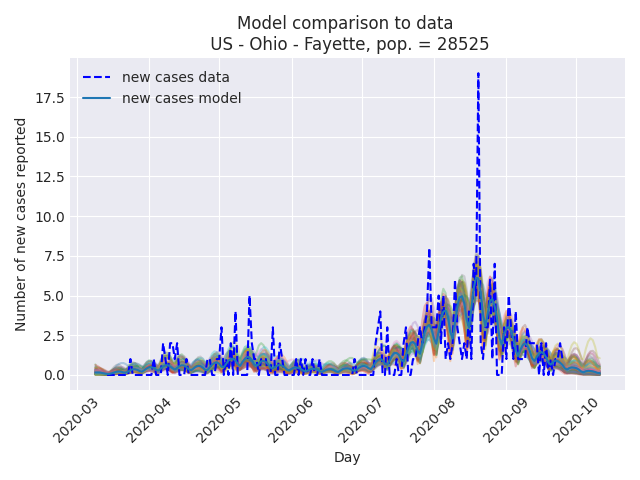 Model comparison to data
US - Ohio - Fayette, pop. = 28525
new cases data
new cases model
Number of new cases reported
17.5
15.0
12.5
10.0
7.5
5.0
2.5
0.0
2020-03
2020-04
2020-05
2020-06
2020-07
2020-08
2020-09
2020-10
Day